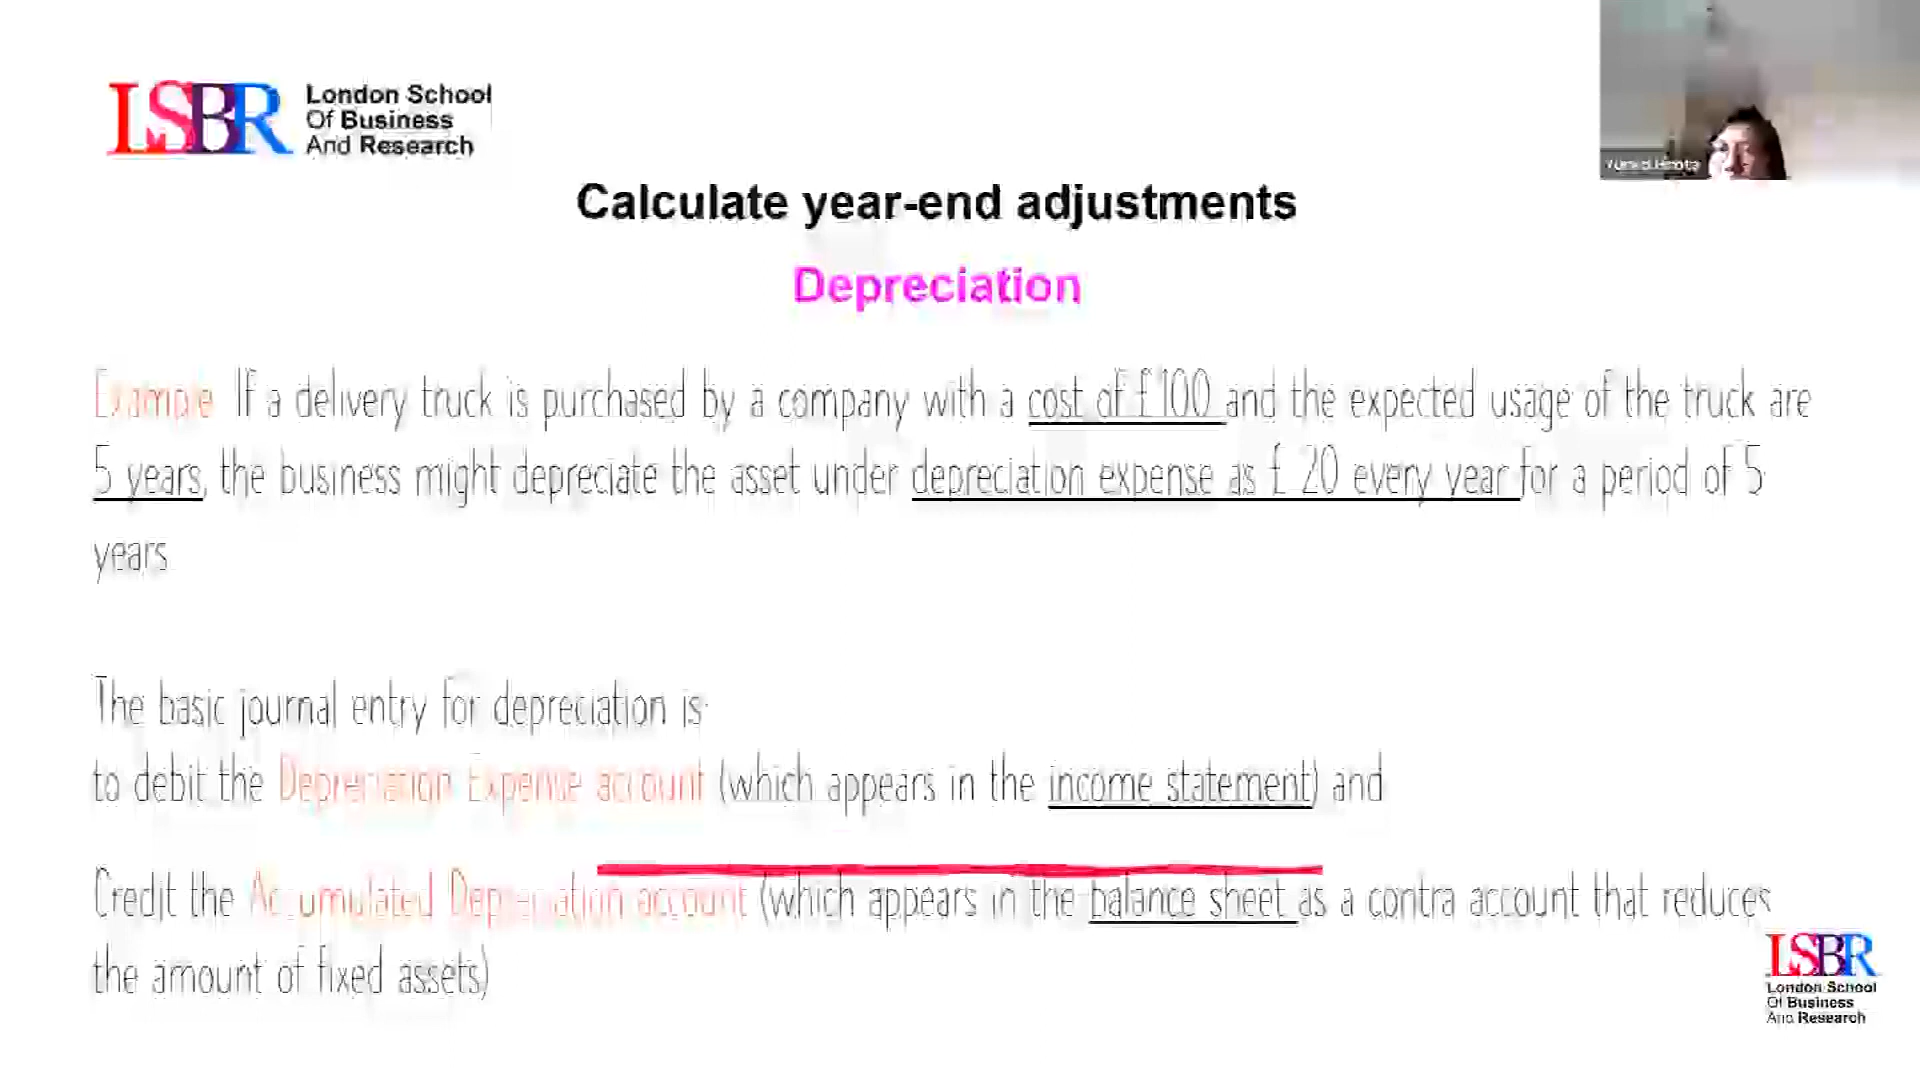 LSBR London School
Of Business
And Research
Calculate year-end adjustments
Depreciation
Example If a delivery truck is purchased by a company with a cost of £100 and the expected usage of the truck are
5 years, the business might depreciate the asset under depreciation expense as £ 20 every year for a period of 5
years
The basic journal entry for depreciation is:
to debit the Depreciation Expense account (which appears in the income statement) and
Credit the Accumulated Depreciation account (which appears in the balance sheet as a contra account that reduces
the amount of fixed assets)
LSBR
London School
Of Business
And Research